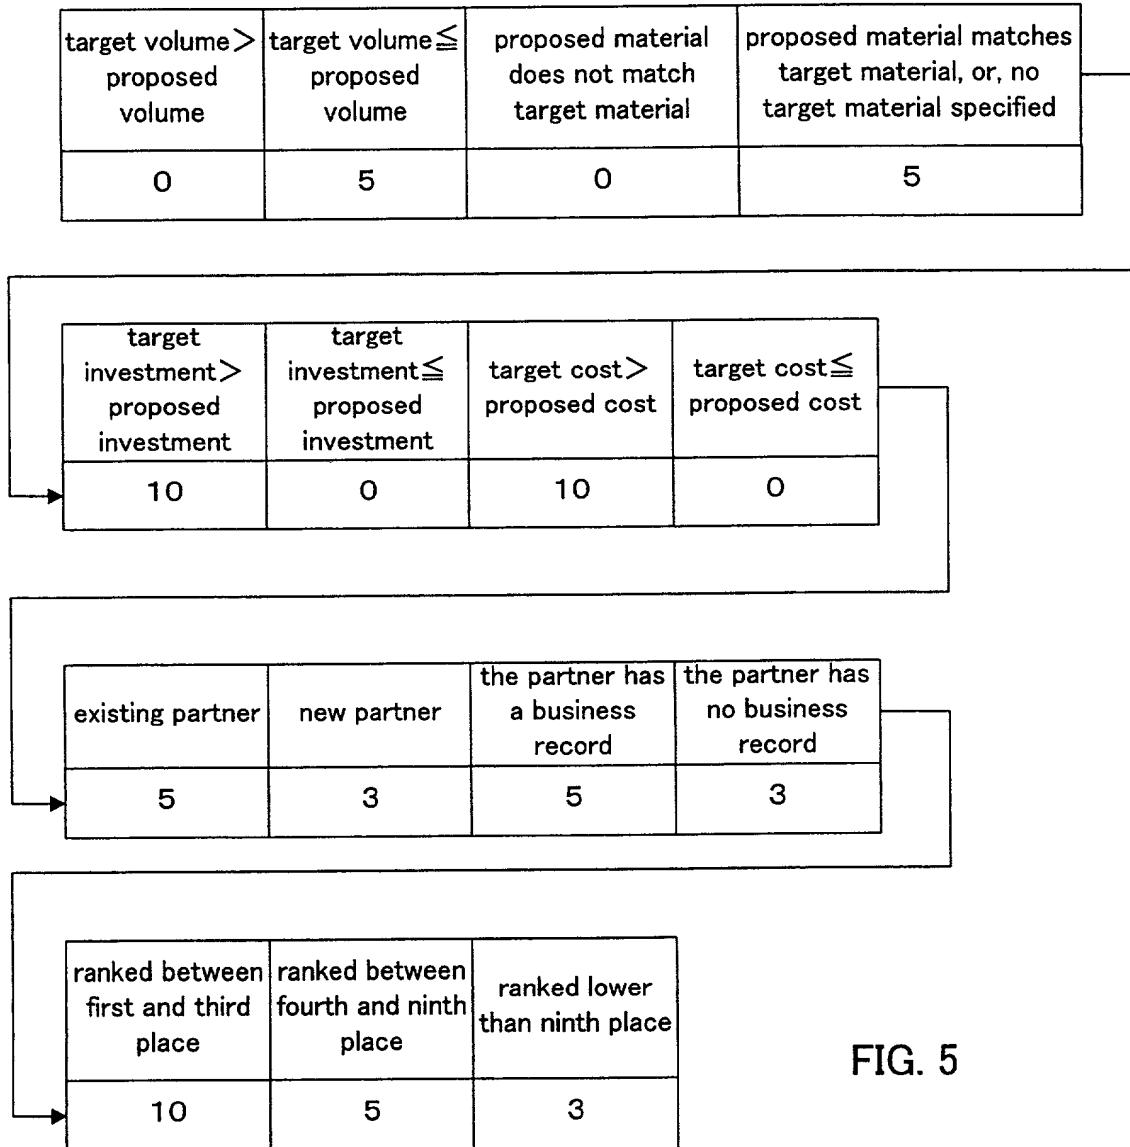 target volume> target volume≦ proposed material proposed material matches
proposed proposed does not match target material, or, no
volume volume target material target material specified
0 5 0 5
target target
investment> investment≦ target cost> target cost≦
proposed proposed proposed cost proposed cost
investment investment
10 0 10 0
the partner has the partner has
existing partner new partner a business no business
record record
5 3 5 3
ranked between ranked between ranked lower
first and third fourth and ninth than ninth place
place place
10 5 3
FIG. 5